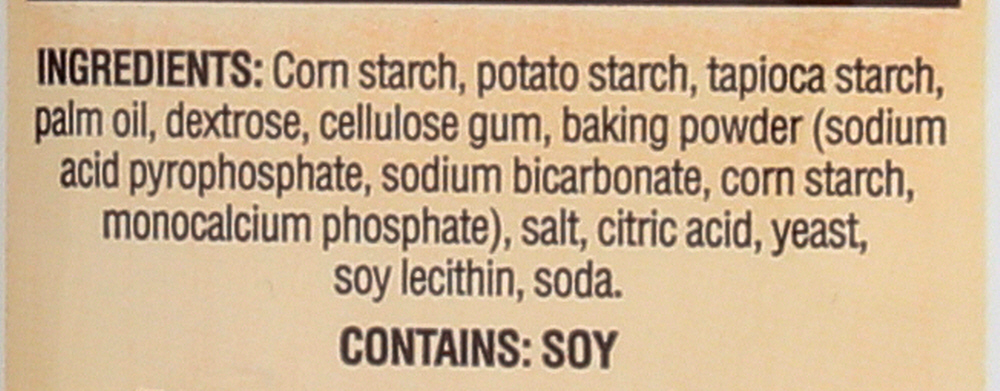 INGREDIENTS: Corn starch, potato starch, tapioca starch,
palm oil, dextrose, cellulose gum, baking powder (sodium
acid pyrophosphate, sodium bicarbonate, corn starch,
monocalcium phosphate), salt, citric acid, yeast,
soy lecithin, soda.
CONTAINS: SOY